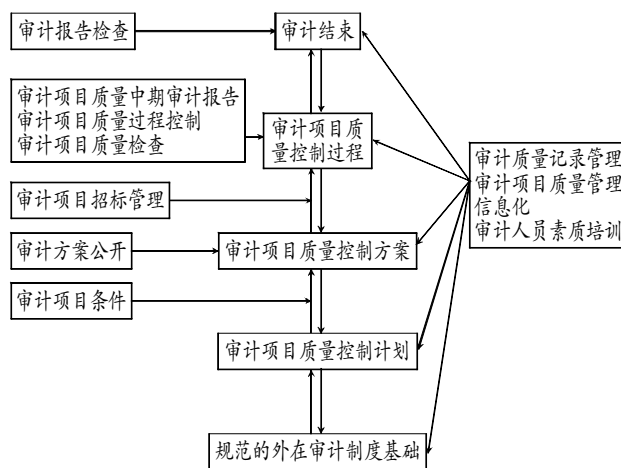 审计报告检查
审计结束
审计项目质量中期审计报告
审计项目质量过程控制
审计项目质量检查
审计项目质
量控制过程
审计质量记录管理
审计项目质量管理
信息化
审计人员素质培训
审计项目招标管理
审计方案公开
审计项目质量控制方案
审计项目条件
审计项目质量控制计划
规范的外在审计制度基础